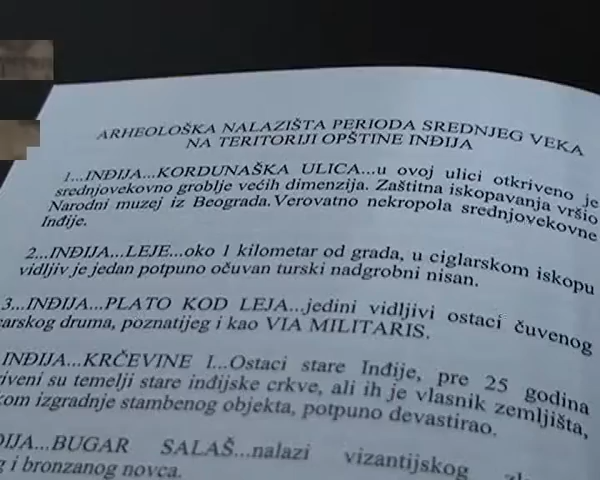 ARHEOLOŠKA NALAZIŠTA PERIODA SREDNJEG VEKA
NA TERITORIJI OPŠTINE INĐIJA
1...INĐIJA...KORDUNAŠKA ULICA...u ovoj ulici otkriveno je
srednjovekovno groblje većih dimenzija. Zaštitna iskopavanja vršio
Narodni muzej iz Beograda.Verovatno nekropola srednjovekovne
Inđije.
2...INĐIJA...LEJE...oko 1 kilometar od grada, u ciglarskom iskopu
vidljiv je jedan potpuno očuvan turski nadgrobni nisan.
3...INĐIJA...PLATO KOD LEJA...jedini vidljivi ostaci čuvenog
carskog druma, poznatijeg i kao VIA MILITARIS.
INĐIJA...KRČEVINE I...Ostaci stare Inđije, pre 25 godina
riveni su temelji stare inđijske crkve, ali ih je vlasnik zemljišta,
kom izgradnje stambenog objekta, potpuno devastirao.
ĐIJA...BUGAR SALAŠ...nalazi vizantijskog
g i bronzanog novca.